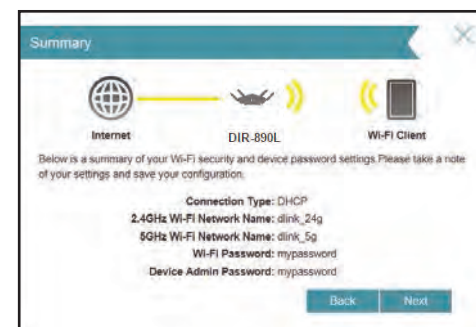 Summary
Internet
DIR-890L
Wi-Fi Client
Below is a summary of your Wi-Fi security and device password settings.Please take a note
of your settings and save your configuration.
Connection Type: DHCP
2.4GHz Wi-Fi Network Name: dlink_24g
5GHz Wi-Fi Network Name: dlink_5g
Wi-Fi Password: mypassword
Device Admin Password: mypassword
Back Next